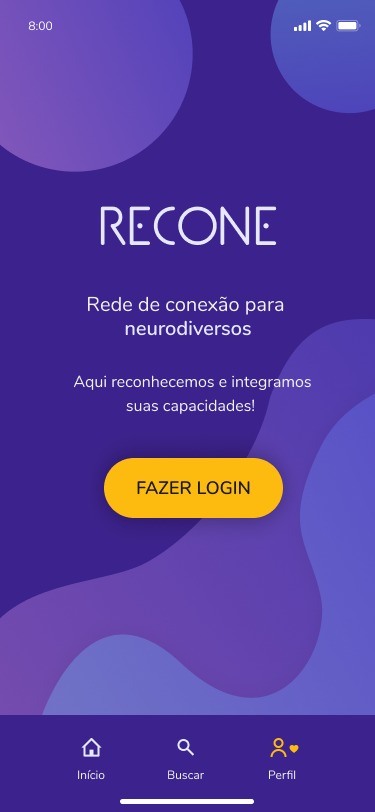 8:00
RECONE
Rede de conexão para
neurodiversos
Aqui reconhecemos e integramos
suas capacidades!
FAZER LOGIN
Início
Buscar
Perfil